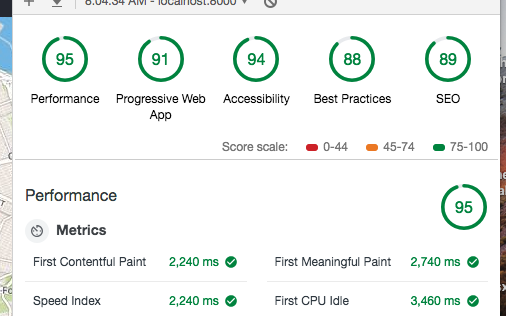 8:04:34 AM - localhost:8000
95
91
94
88
89
Performance
Progressive Web App
Accessibility
Best Practices
SEO
Score scale: 0-44 45-74 75-100
Performance
95
Metrics
First Contentful Paint 2,240 ms
First Meaningful Paint 2,740 ms
Speed Index 2,240 ms
First CPU Idle 3,460 ms